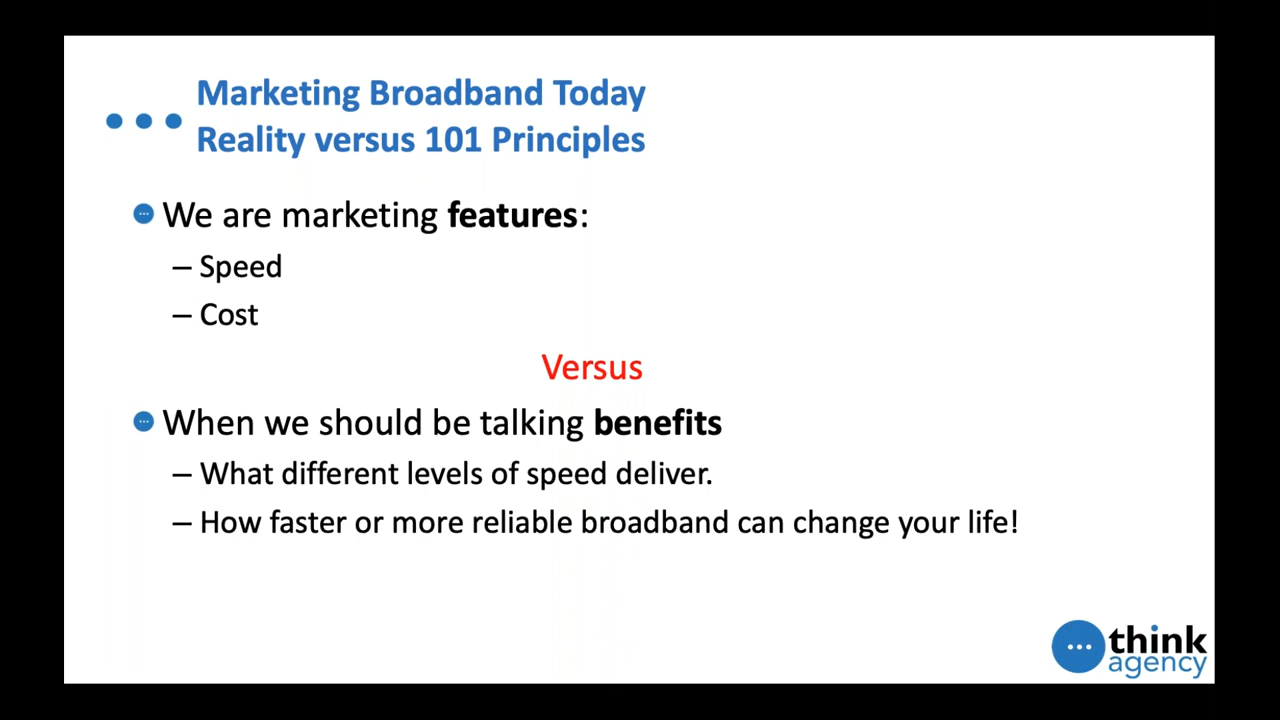 Marketing Broadband Today
Reality versus 101 Principles
We are marketing features:
– Speed
– Cost
Versus
When we should be talking benefits
– What different levels of speed deliver.
– How faster or more reliable broadband can change your life!
think
agency